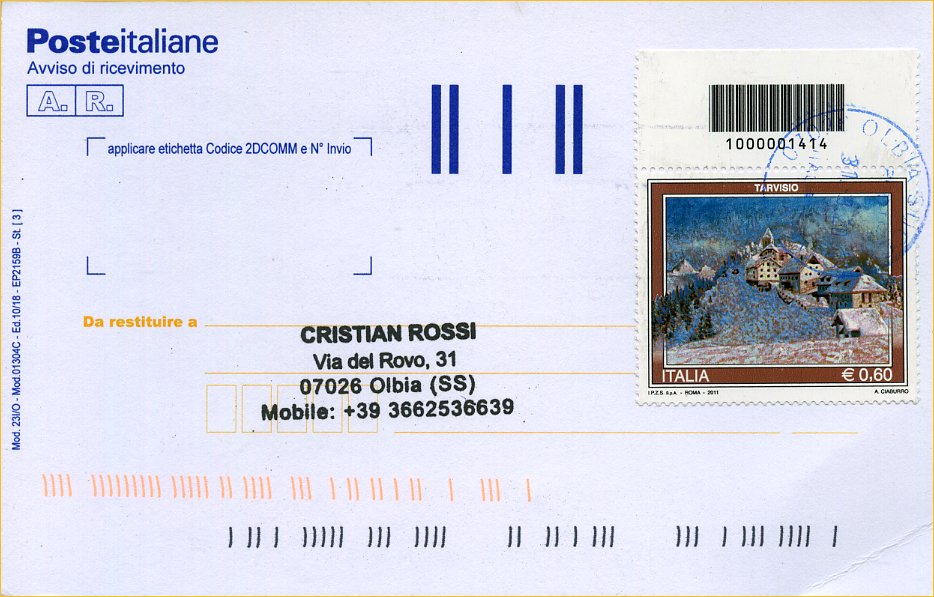 Posteitaliane
Avviso di ricevimento
A. R.
applicare etichetta Codice 2DCOMM e N° Invio
1000001414
OLBIA
TARVISIO
ITALIA € 0,60
I.P.Z.S. S.p.A. - ROMA - 2011 A. CIABURRO
Da restituire a
CRISTIAN ROSSI
Via del Rovo, 31
07026 Olbia (SS)
Mobile: +39 3662536639
Mod. 23I/O - Mod.01304C - Ed.10/18 - EP2159B - St. [ 3 ]